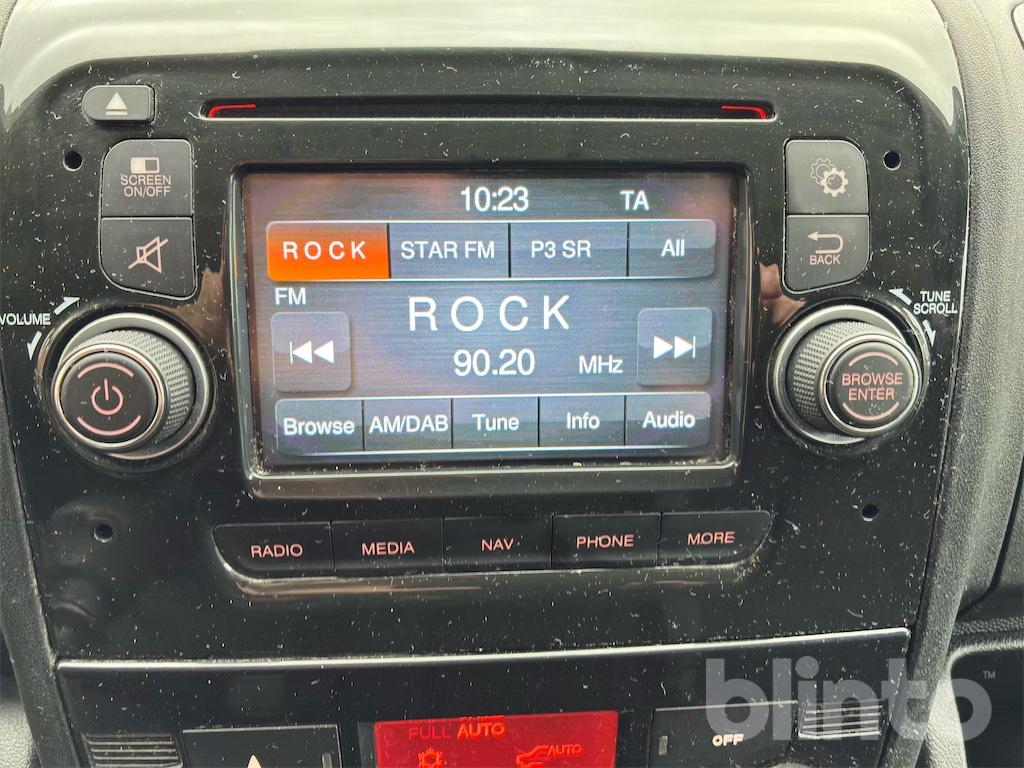 10:23 TA
ROCK STAR FM P3 SR All
FM
ROCK
90.20 MHz
Browse AM/DAB Tune Info Audio
SCREEN
ON/OFF
VOLUME
BACK
TUNE
SCROLL
BROWSE
ENTER
RADIO MEDIA NAV PHONE MORE
FULL AUTO
AUTO
OFF
blinto™